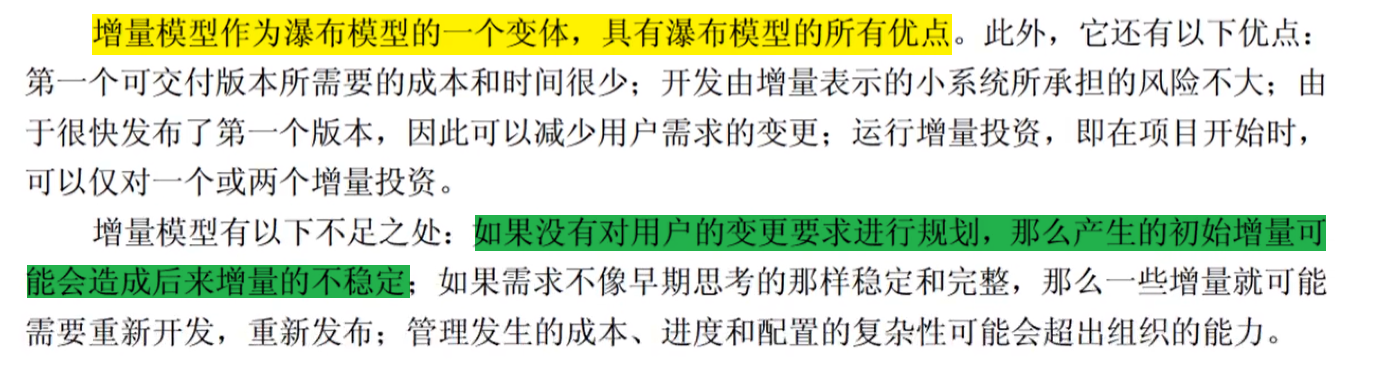 增量模型作为瀑布模型的一个变体，具有瀑布模型的所有优点。此外，它还有以下优点：
第一个可交付版本所需要的成本和时间很少；开发由增量表示的小系统所承担的风险不大；由
于很快发布了第一个版本，因此可以减少用户需求的变更；运行增量投资，即在项目开始时，
可以仅对一个或两个增量投资。
增量模型有以下不足之处：如果没有对用户的变更要求进行规划，那么产生的初始增量可
能会造成后来增量的不稳定；如果需求不像早期思考的那样稳定和完整，那么一些增量就可能
需要重新开发，重新发布；管理发生的成本、进度和配置的复杂性可能会超出组织的能力。